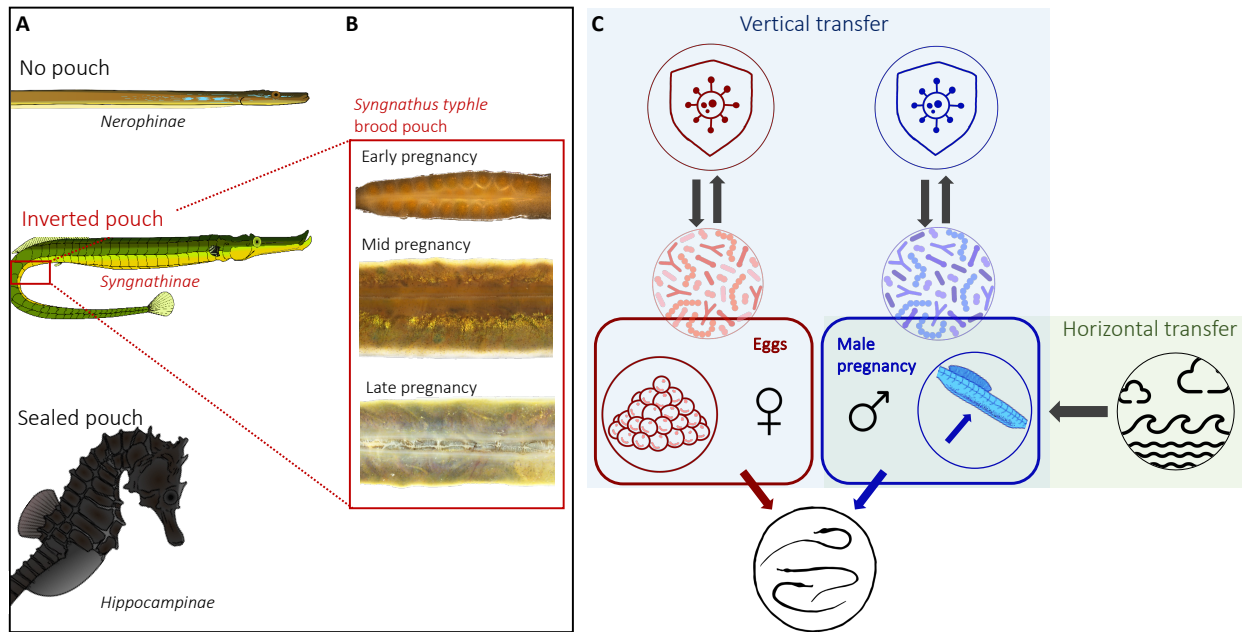 A
No pouch
Nerophinae
Inverted pouch
Syngnathinae
Sealed pouch
Hippocampinae
B
Syngnathus typhle
brood pouch
Early pregnancy
Mid pregnancy
Late pregnancy
C
Vertical transfer
Horizontal transfer
Eggs
Male
pregnancy